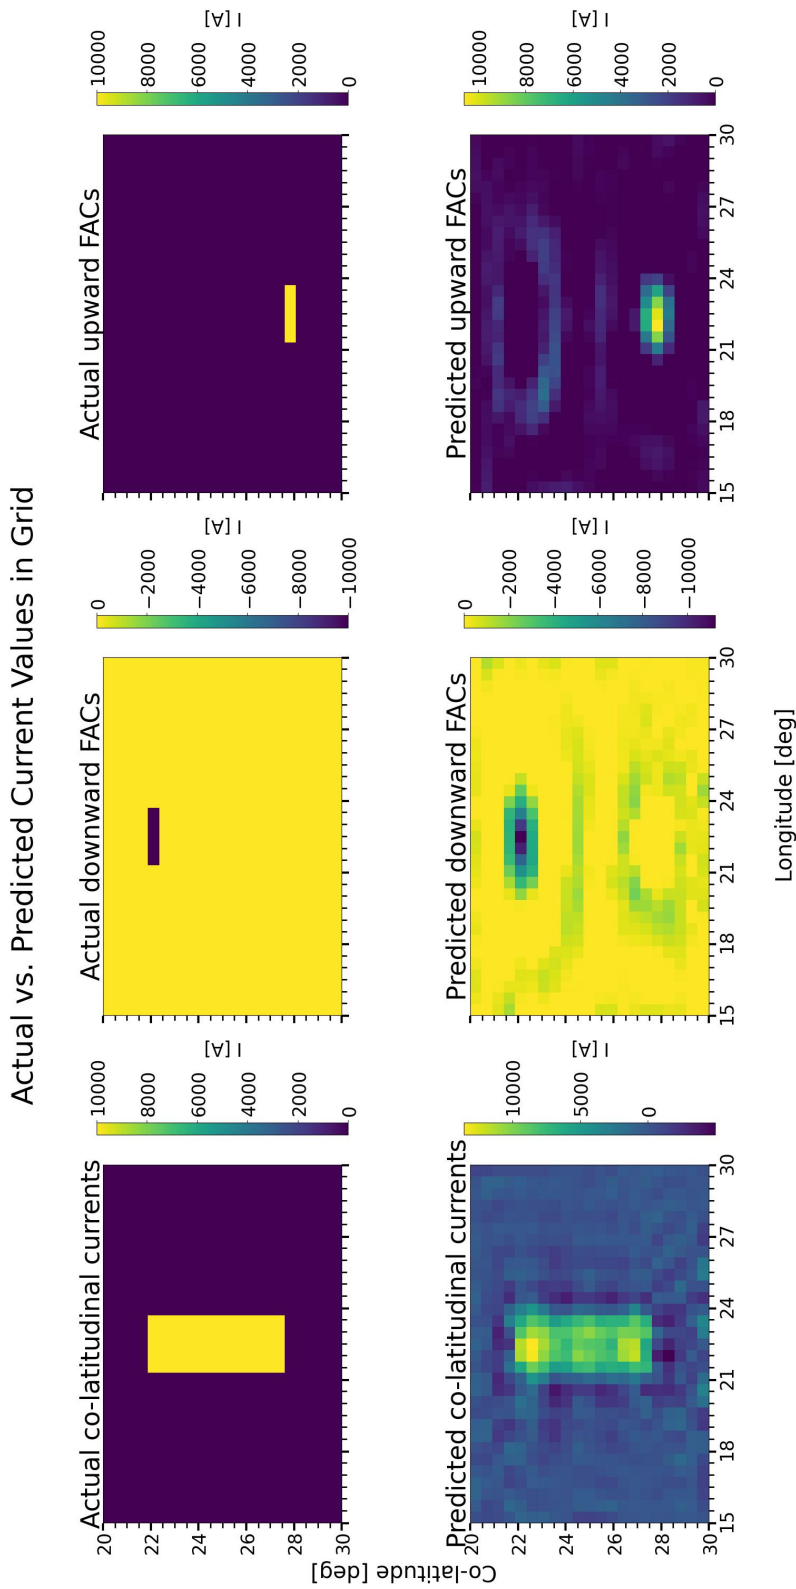 Actual vs. Predicted Current Values in Grid
Actual co-latitudinal currents
20
22
24
26
28
30
10000
8000
6000
4000
2000
0
I [A]
Actual downward FACs
0
−2000
−4000
−6000
−8000
−10000
I [A]
Actual upward FACs
10000
8000
6000
4000
2000
0
I [A]
Co-latitude [deg]
Predicted co-latitudinal currents
20
22
24
26
28
30
15 18 21 24 27 30
10000
5000
0
I [A]
Predicted downward FACs
15 18 21 24 27 30
0
−2000
−4000
−6000
−8000
−10000
I [A]
Predicted upward FACs
15 18 21 24 27 30
10000
8000
6000
4000
2000
0
I [A]
Longitude [deg]